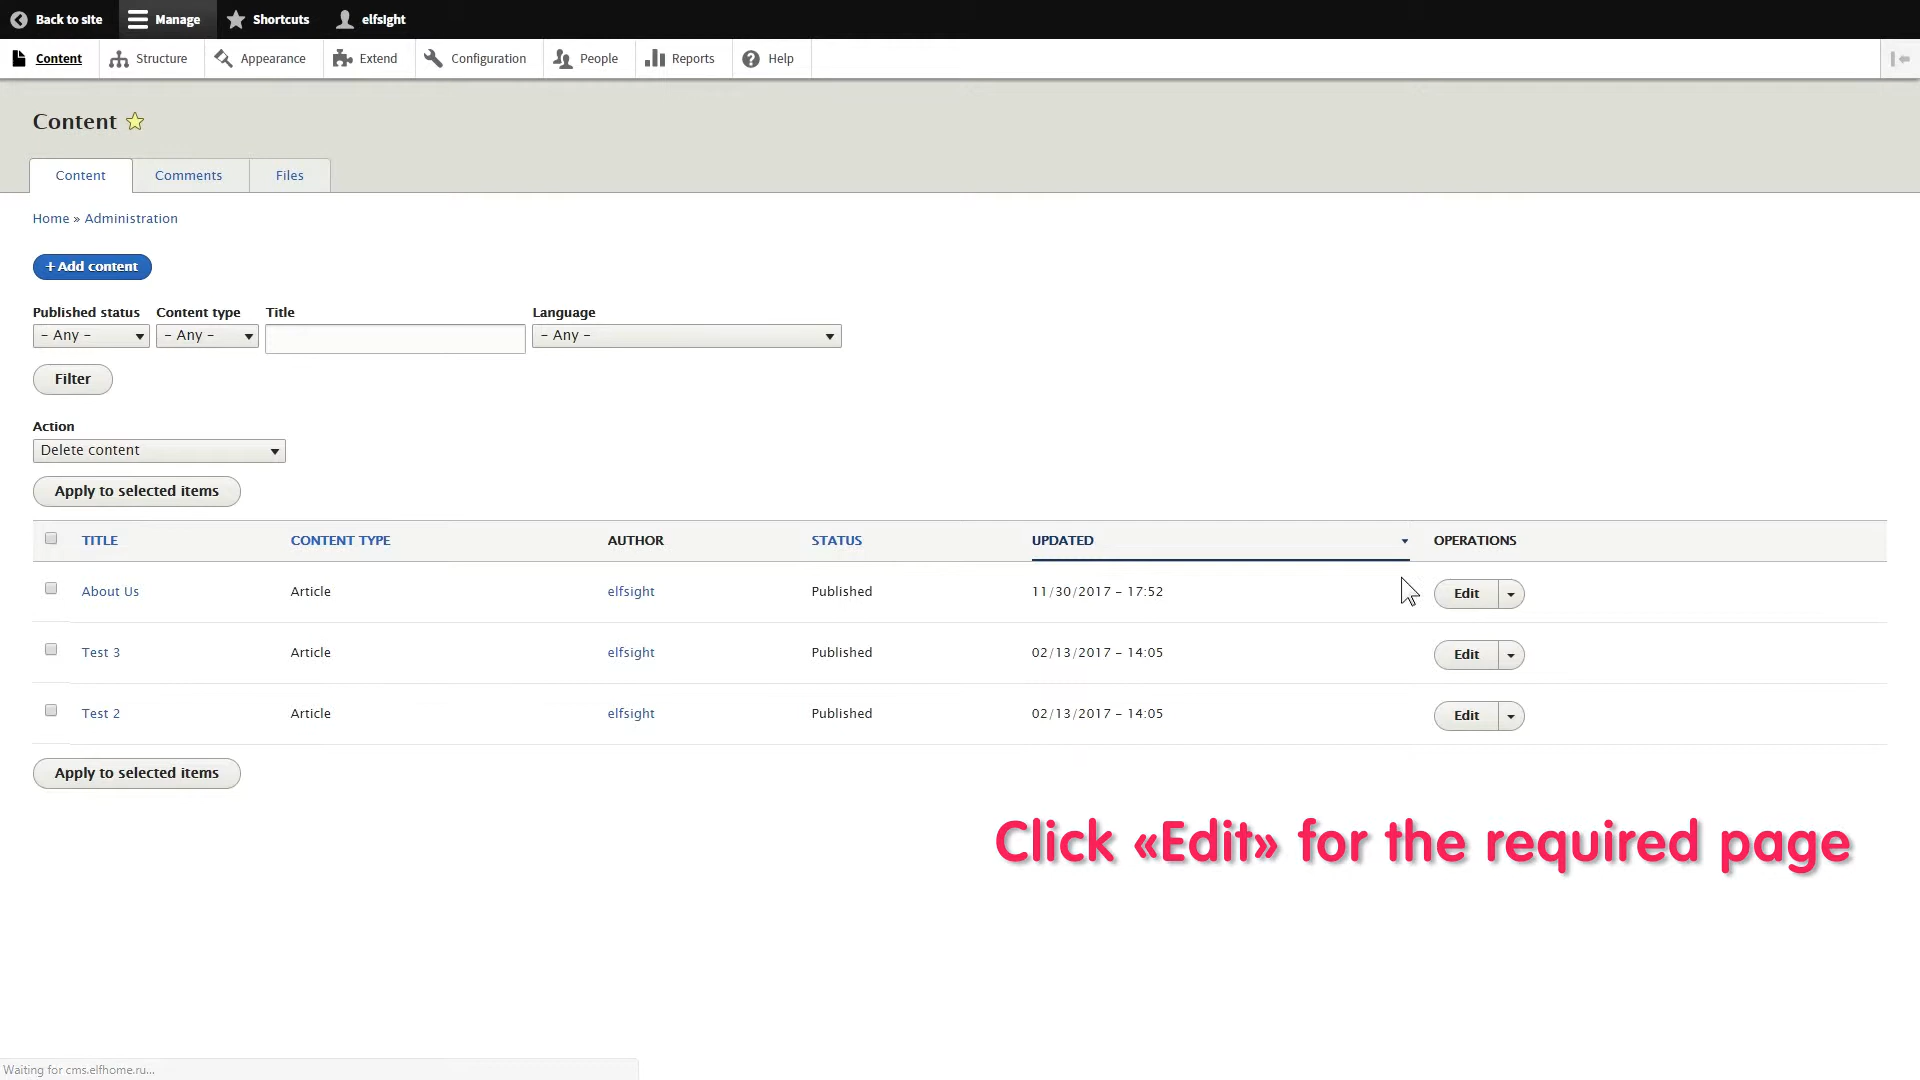 Back to site Manage Shortcuts elfsight
Content Structure Appearance Extend Configuration People Reports Help
Content
Content Comments Files
Home » Administration
+ Add content
Published status Content type Title Language
- Any - - Any - - Any -
Filter
Action
Delete content
Apply to selected items
TITLE CONTENT TYPE AUTHOR STATUS UPDATED OPERATIONS
About Us Article elfsight Published 11/30/2017 - 17:52 Edit
Test 3 Article elfsight Published 02/13/2017 - 14:05 Edit
Test 2 Article elfsight Published 02/13/2017 - 14:05 Edit
Apply to selected items
Click «Edit» for the required page
Waiting for cms.elfhome.ru...